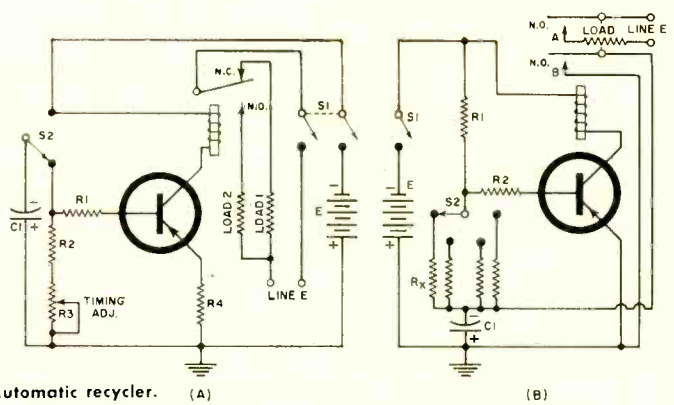 N.C.
N.O.
S1
S2
R1
C1
R2
R3
TIMING ADJ.
R4
LOAD 2
LOAD 1
LINE E
E
N.O.
A
LOAD
LINE E
N.O.
B
S1
R1
E
S2
R2
Rx
C1
utomatic recycler.
(A)
(B)